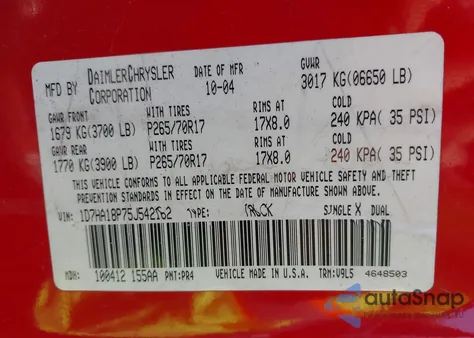 MFD BY DAIMLERCHRYSLER CORPORATION DATE OF MFR 10-04 GVWR 3017 KG(06650 LB)
GAWR FRONT WITH TIRES RIMS AT COLD
1679 KG(3700 LB) P265/70R17 17X8.0 240 KPA( 35 PSI)
GAWR REAR WITH TIRES RIMS AT COLD
1770 KG(3900 LB) P265/70R17 17X8.0 240 KPA( 35 PSI)
THIS VEHICLE CONFORMS TO ALL APPLICABLE FEDERAL MOTOR VEHICLE SAFETY AND THEFT
PREVENTION STANDARDS IN EFFECT ON THE DATE OF MANUFACTURE SHOWN ABOVE.
VIN: TYPE: TRUCK SINGLE X DUAL
MDH: 100412 155AA PNT:PR4 VEHICLE MADE IN U.S.A. TRM:V9L5 4648503
autoSnap